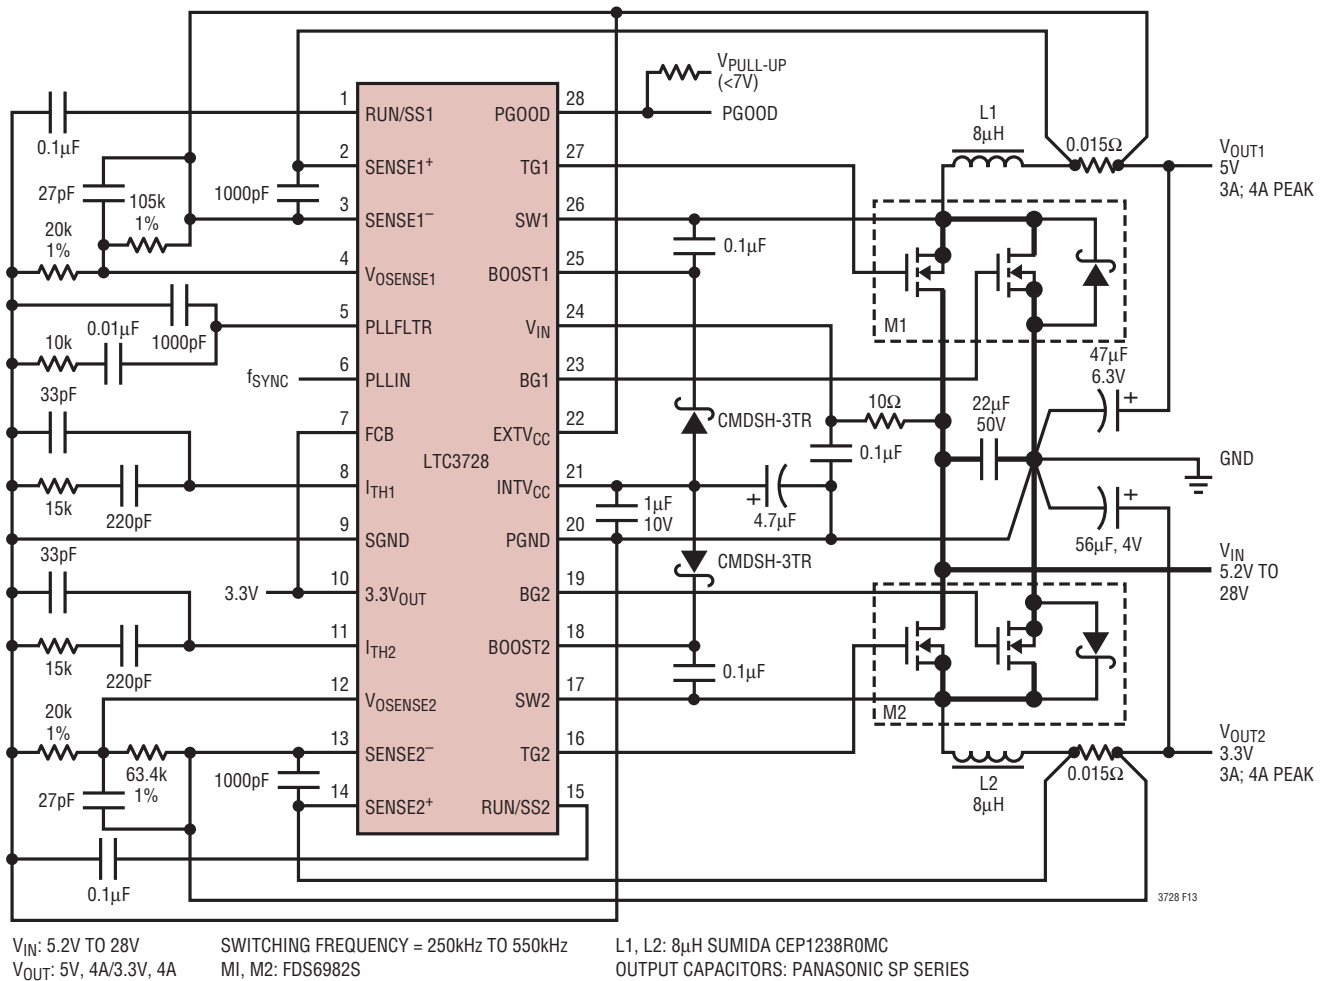 V_PULL-UP
(<7V)
PGOOD
0.1µF
27pF
105k
1%
20k
1%
1000pF
0.01µF
1000pF
10k
fSYNC
33pF
15k
220pF
33pF
3.3V
15k
220pF
20k
1%
63.4k
1%
27pF
1000pF
0.1µF
1 RUN/SS1
2 SENSE1+
3 SENSE1–
4 VOSENSE1
5 PLLFLTR
6 PLLIN
7 FCB
8 ITH1
9 SGND
10 3.3VOUT
11 ITH2
12 VOSENSE2
13 SENSE2–
14 SENSE2+
LTC3728
PGOOD 28
TG1 27
SW1 26
BOOST1 25
VIN 24
BG1 23
EXTVCC 22
INTVCC 21
PGND 20
BG2 19
BOOST2 18
SW2 17
TG2 16
RUN/SS2 15
0.1µF
CMDSH-3TR
10Ω
0.1µF
1µF
10V
+
4.7µF
CMDSH-3TR
0.1µF
L1
8µH
0.015Ω
VOUT1
5V
3A; 4A PEAK
M1
47µF
6.3V
+
22µF
50V
GND
+
56µF, 4V
VIN
5.2V TO
28V
M2
VOUT2
3.3V
3A; 4A PEAK
0.015Ω
L2
8µH
3728 F13
VIN: 5.2V TO 28V
VOUT: 5V, 4A/3.3V, 4A
SWITCHING FREQUENCY = 250kHz TO 550kHz
MI, M2: FDS6982S
L1, L2: 8µH SUMIDA CEP1238R0MC
OUTPUT CAPACITORS: PANASONIC SP SERIES